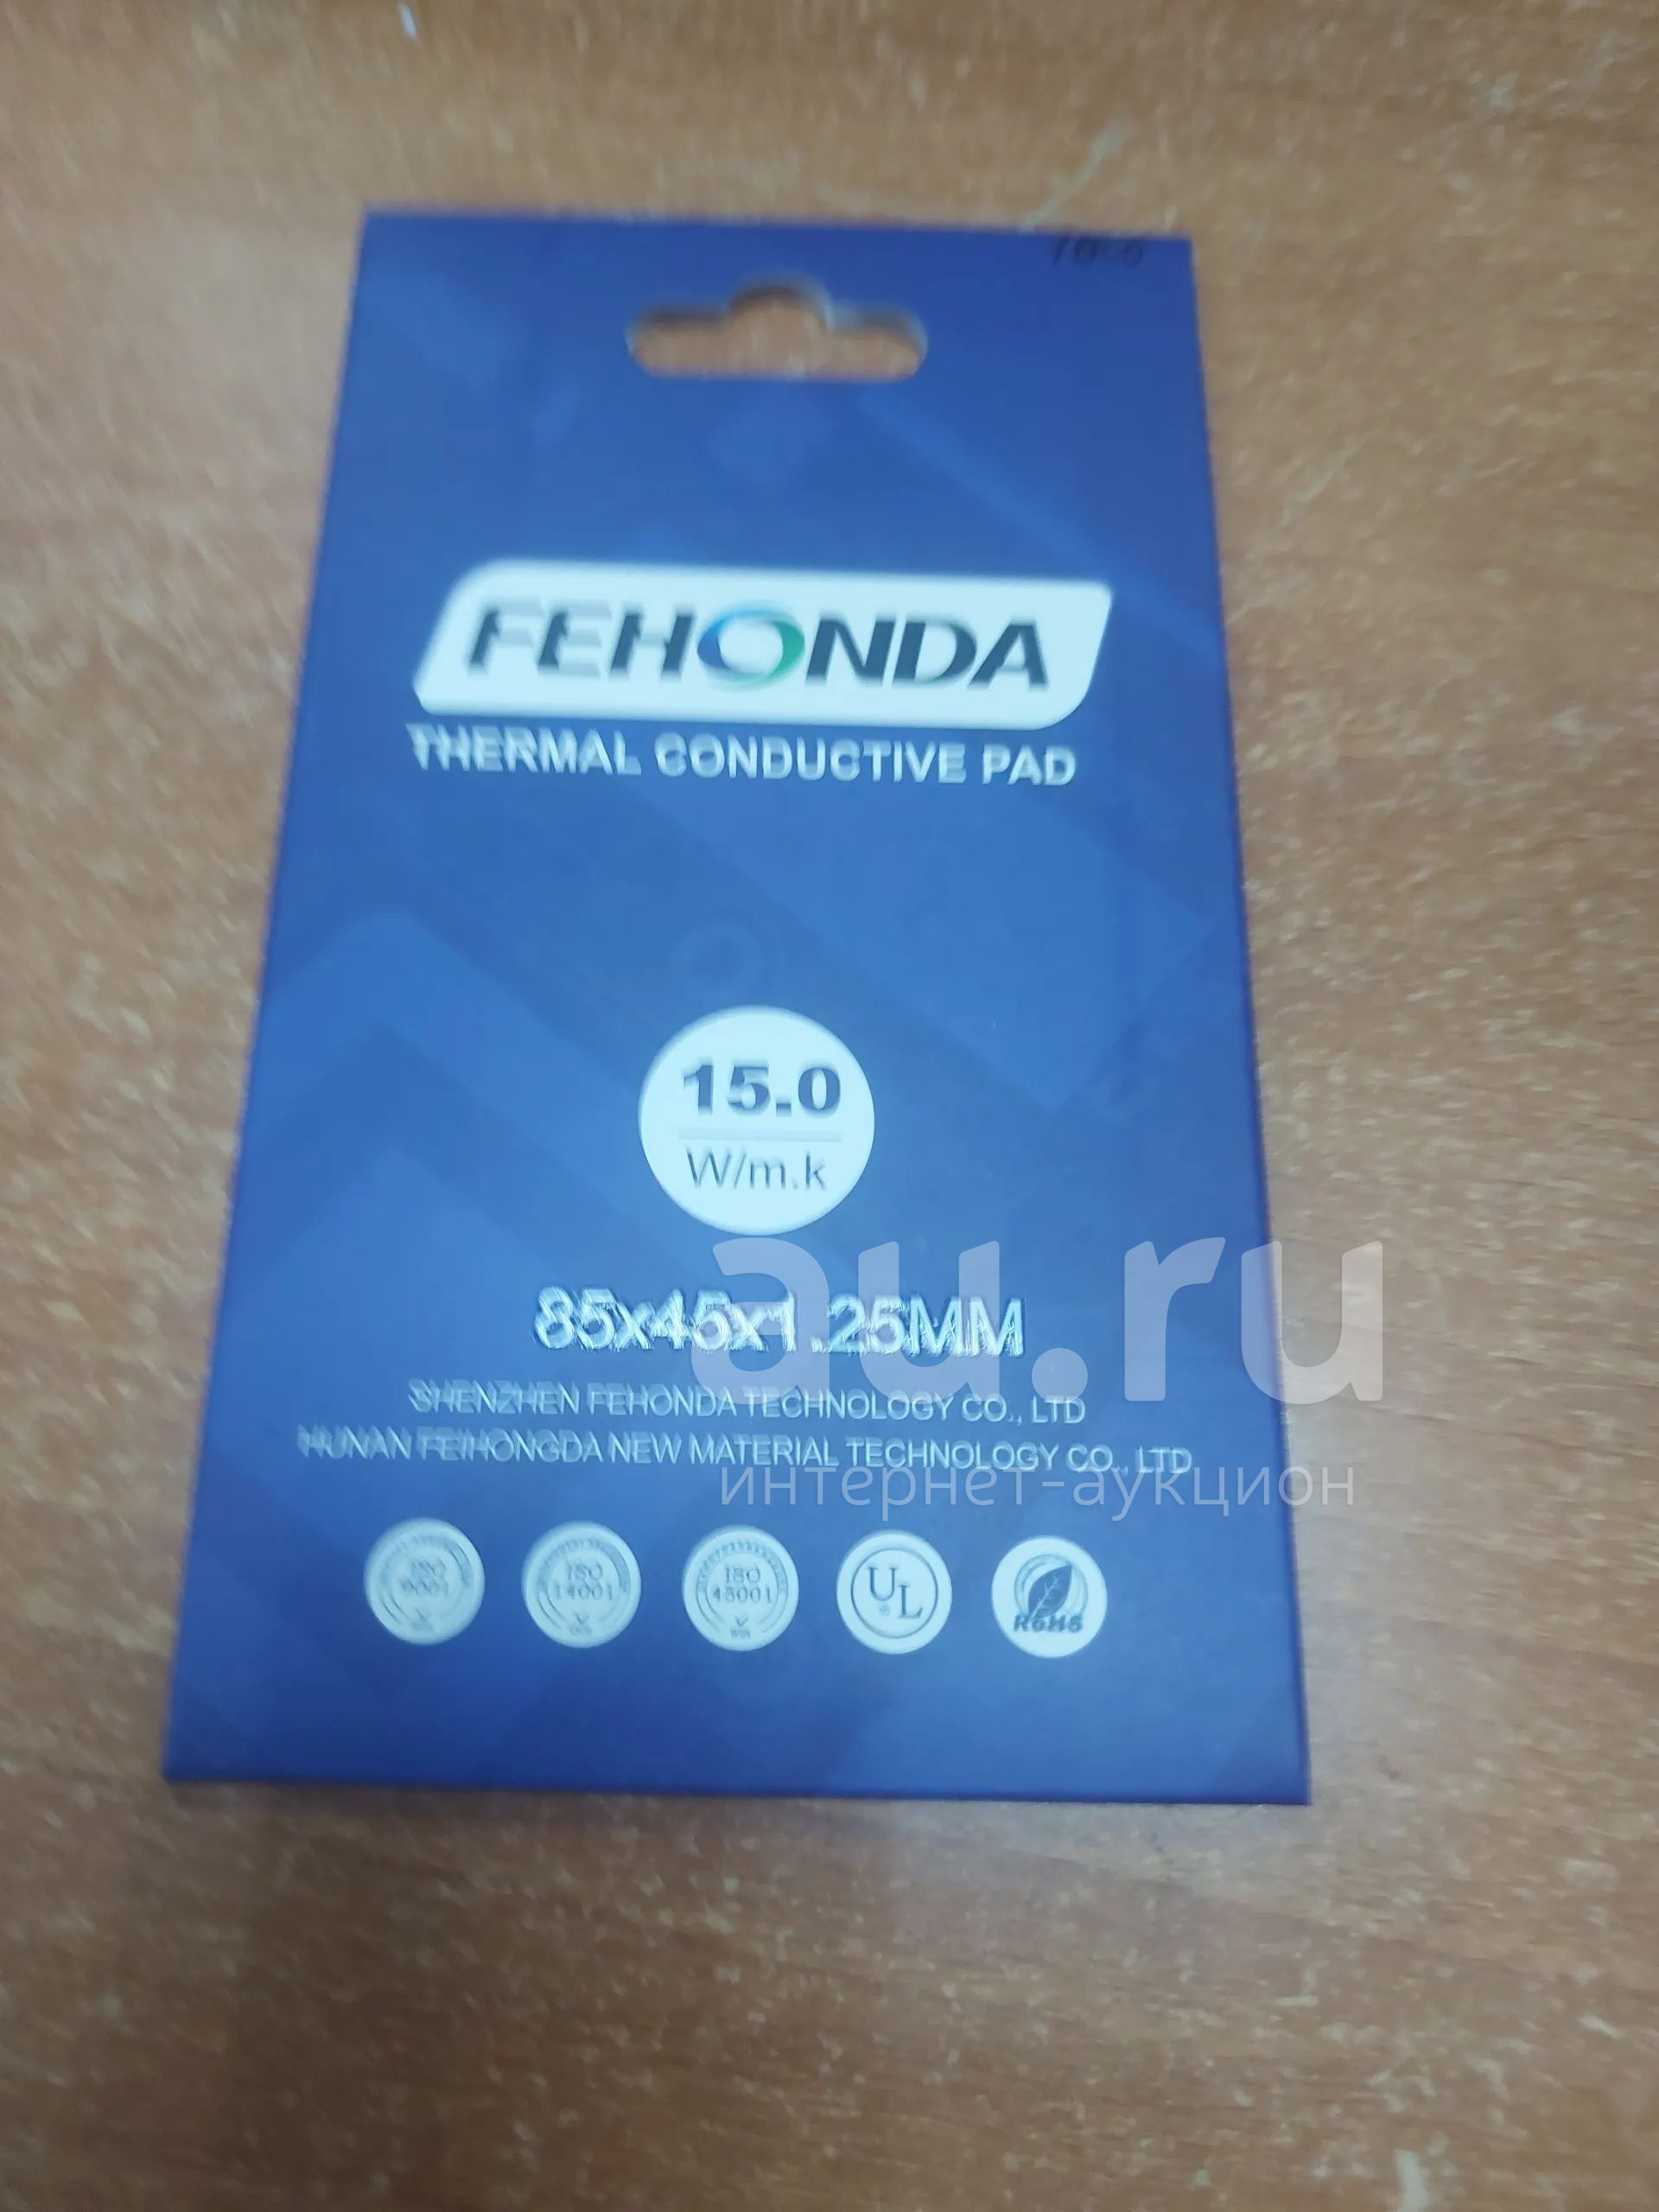 FEHONDA
THERMAL CONDUCTIVE PAD
15.0
W/m.k
85x45x1.25MM
au.ru
SHENZHEN FEHONDA TECHNOLOGY CO., LTD
HUNAN FEIHONGDA NEW MATERIAL TECHNOLOGY CO., LTD
интернет-аукцион
ISO 9001
ISO 14001
ISO 45001
UL
RoHS